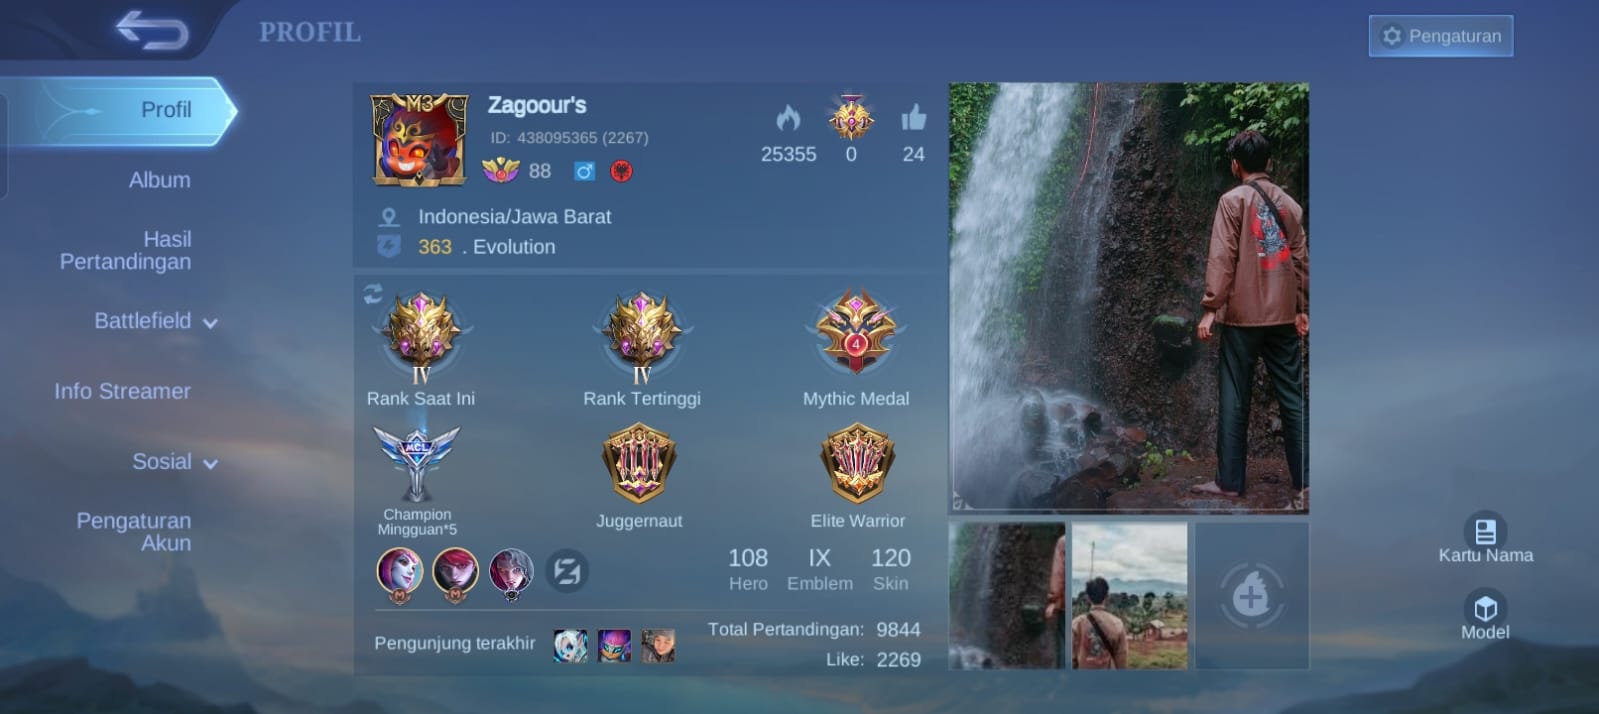 PROFIL
Pengaturan
Profil
Album
Hasil
Pertandingan
Battlefield
Info Streamer
Sosial
Pengaturan
Akun
M3
Zagoour's
ID: 438095365 (2267)
88
25355
0
24
Indonesia/Jawa Barat
363 . Evolution
IV
Rank Saat Ini
IV
Rank Tertinggi
4
Mythic Medal
MCL
Champion
Mingguan*5
Juggernaut
Elite Warrior
M
M
108
Hero
IX
Emblem
120
Skin
Pengunjung terakhir
Total Pertandingan: 9844
Like: 2269
Kartu Nama
Model